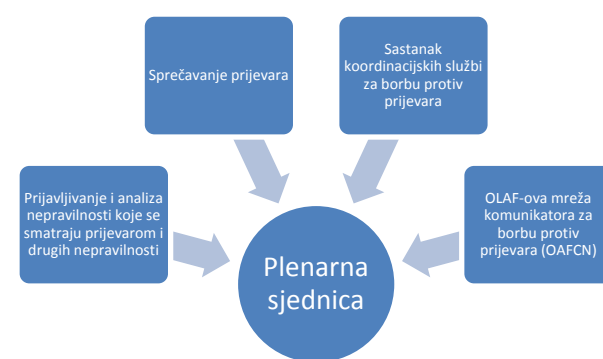 Sprečavanje prijevara
Sastanak
koordinacijskih službi
za borbu protiv
prijevara
Prijavljivanje i analiza
nepravilnosti koje se
smatraju prijevarom i
drugih nepravilnosti
OLAF-ova mreža
komunikatora za
borbu protiv
prijevara (OAFCN)
Plenarna
sjednica